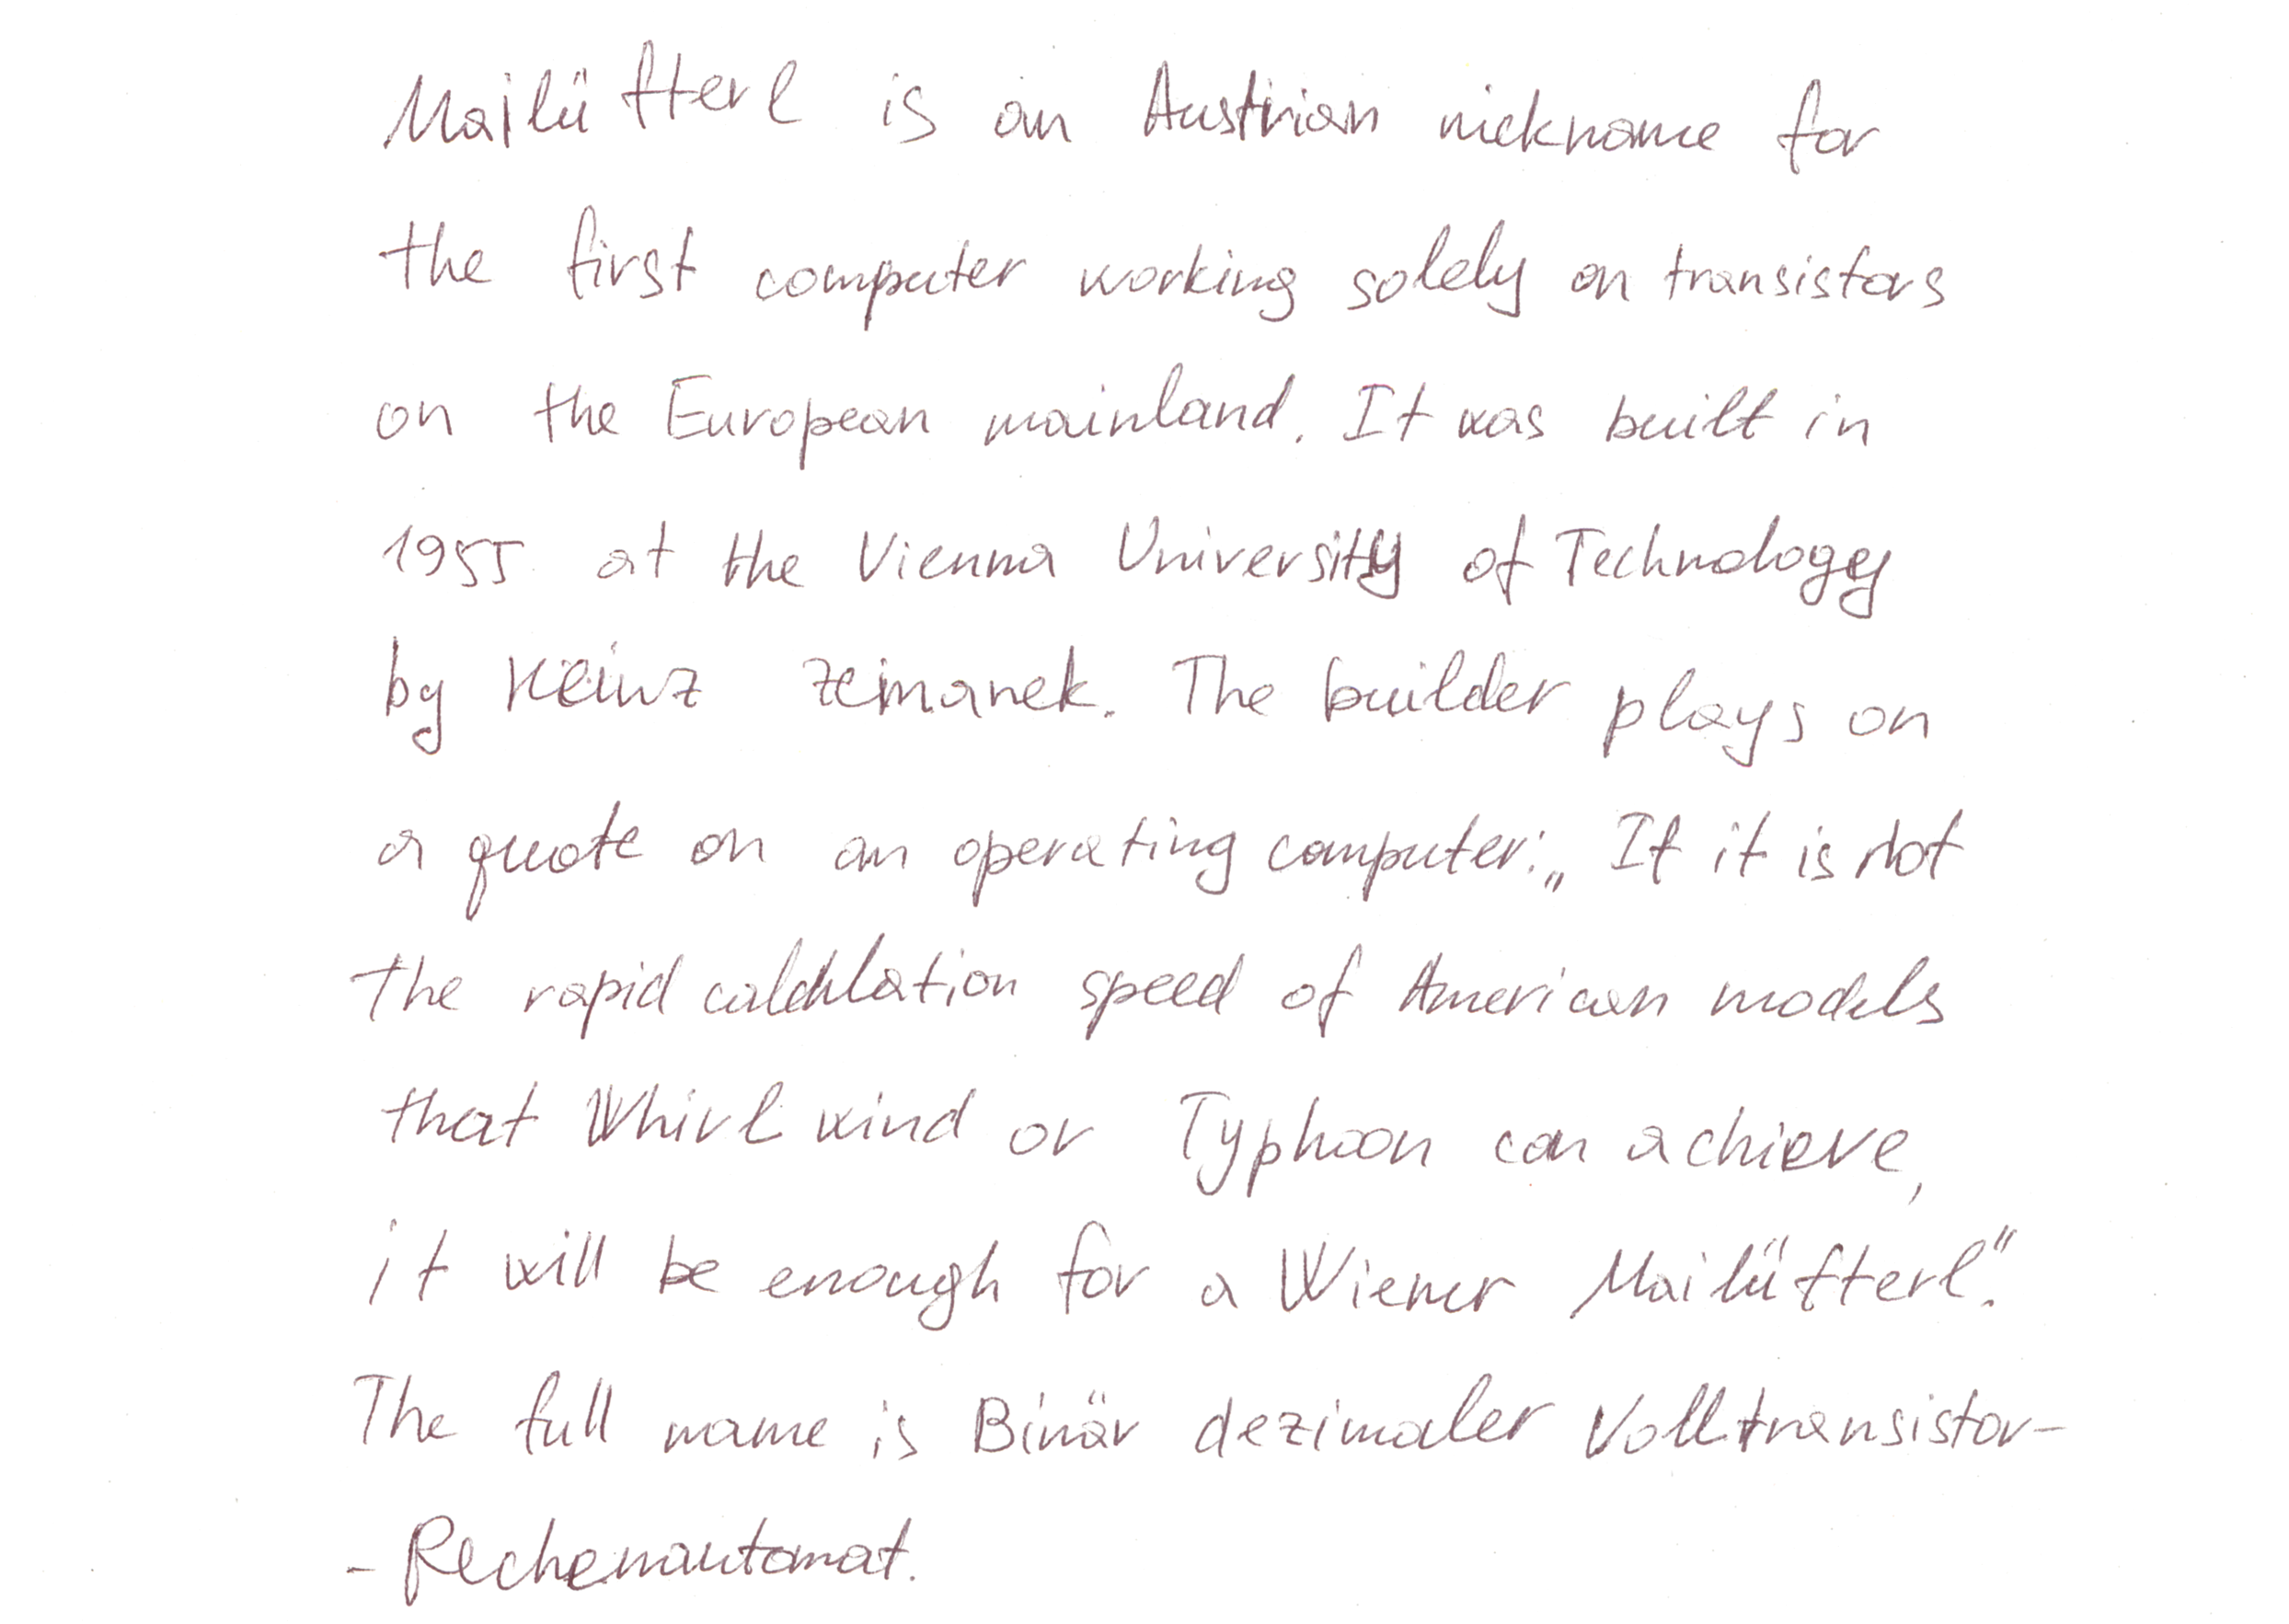 Mailüfterl is an Austrian nickname for
the first computer working solely on transistors
on the European mainland. It was built in
1955 at the Vienna University of Technology
by Heinz Zemanek. The builder plays on
a quote on an operating computer: „If it is not
the rapid calculation speed of American models
that Whirlwind or Typhoon can achieve,
it will be enough for a Wiener Mailüfterl".
The full name is Binär dezimaler Volltransistor-
-Rechenautomat.